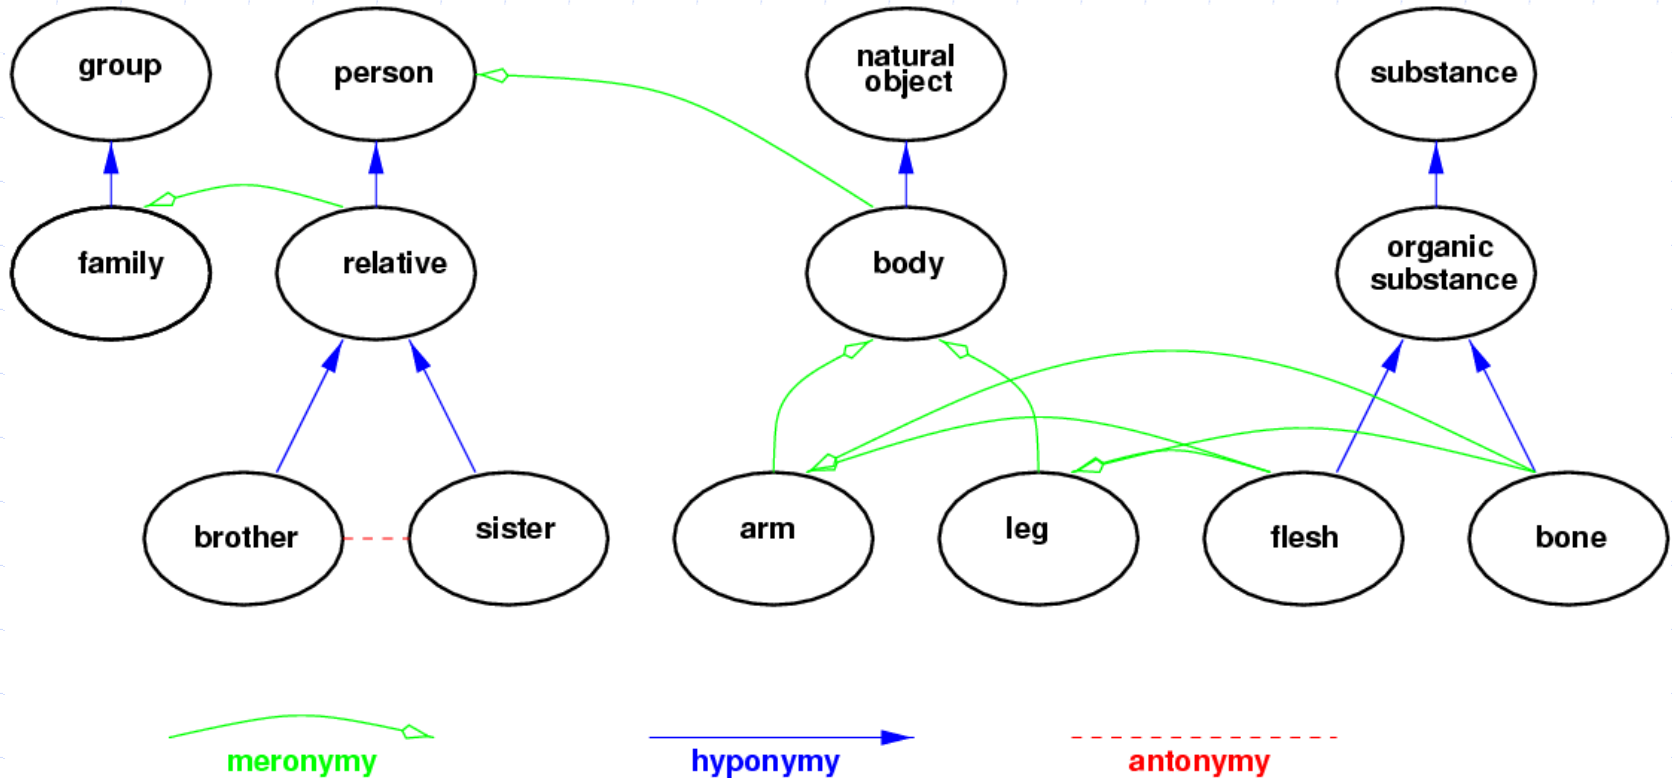 group
person
natural
object
substance
family
relative
body
organic
substance
brother
sister
arm
leg
flesh
bone
meronymy
hyponymy
antonymy